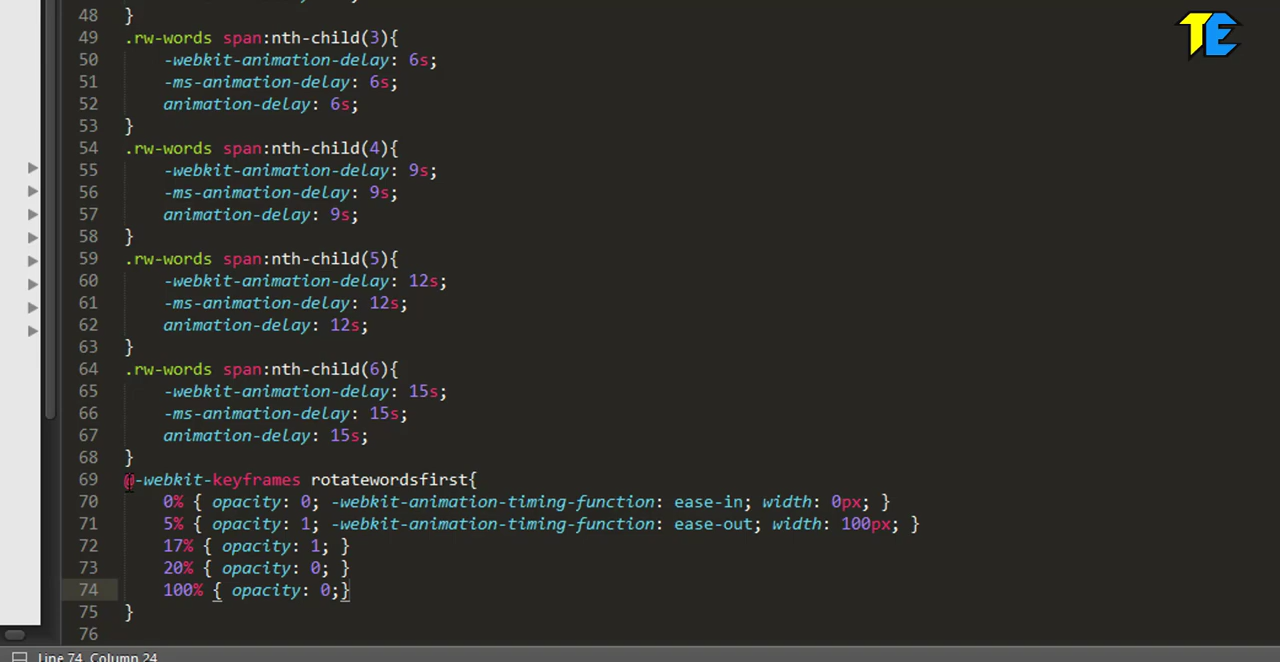 TE
48 }
49 .rw-words span:nth-child(3){
50 -webkit-animation-delay: 6s;
51 -ms-animation-delay: 6s;
52 animation-delay: 6s;
53 }
54 .rw-words span:nth-child(4){
55 -webkit-animation-delay: 9s;
56 -ms-animation-delay: 9s;
57 animation-delay: 9s;
58 }
59 .rw-words span:nth-child(5){
60 -webkit-animation-delay: 12s;
61 -ms-animation-delay: 12s;
62 animation-delay: 12s;
63 }
64 .rw-words span:nth-child(6){
65 -webkit-animation-delay: 15s;
66 -ms-animation-delay: 15s;
67 animation-delay: 15s;
68 }
69 @-webkit-keyframes rotatewordsfirst{
70 0% { opacity: 0; -webkit-animation-timing-function: ease-in; width: 0px; }
71 5% { opacity: 1; -webkit-animation-timing-function: ease-out; width: 100px; }
72 17% { opacity: 1; }
73 20% { opacity: 0; }
74 100% { opacity: 0;}
75 }
76
Line 74, Column 24